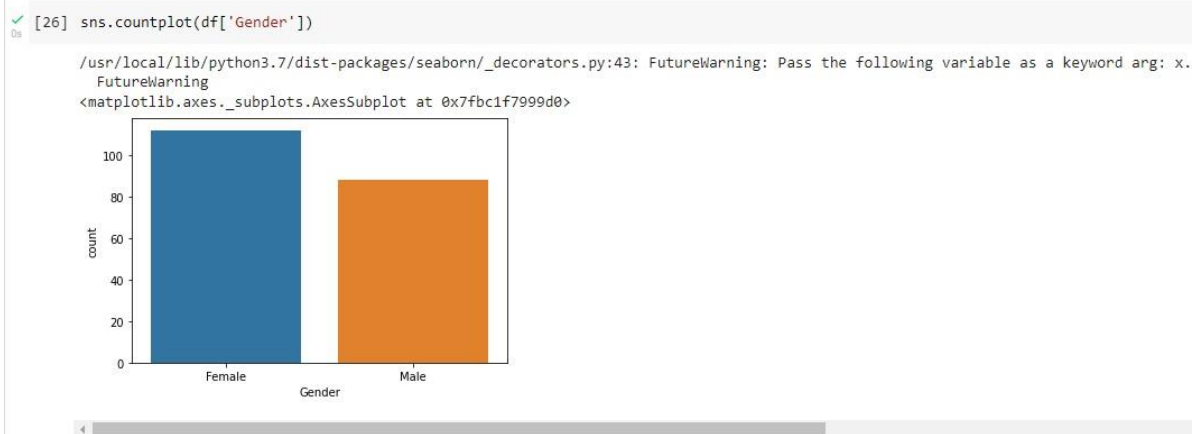 [26] sns.countplot(df['Gender'])
0s
/usr/local/lib/python3.7/dist-packages/seaborn/_decorators.py:43: FutureWarning: Pass the following variable as a keyword arg: x.
FutureWarning
<matplotlib.axes._subplots.AxesSubplot at 0x7fbc1f7999d0>
100
80
60
40
20
0
count
Female Male
Gender